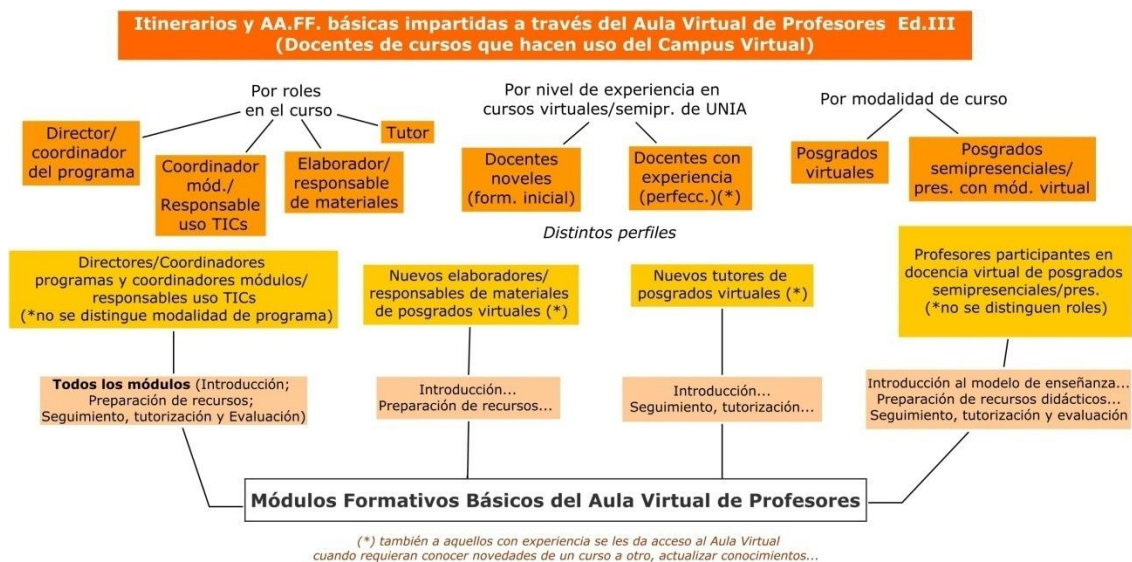 Itinerarios y AA.FF. básicas impartidas a través del Aula Virtual de Profesores Ed.III
(Docentes de cursos que hacen uso del Campus Virtual)
Por roles
en el curso
Por nivel de experiencia en
cursos virtuales/semipr. de UNIA
Por modalidad de curso
Director/
coordinador
del programa
Coordinador
mód./
Responsable
uso TICs
Elaborador/
responsable
de materiales
Tutor
Docentes
noveles
(form. inicial)
Docentes con
experiencia
(perfecc.)(*)
Posgrados
virtuales
Posgrados
semipresenciales/
pres. con mód. virtual
Distintos perfiles
Directores/Coordinadores
programas y coordinadores módulos/
responsables uso TICs
(*no se distingue modalidad de programa)
Nuevos elaboradores/
responsables de materiales
de posgrados virtuales (*)
Nuevos tutores de
posgrados virtuales (*)
Profesores participantes en
docencia virtual de posgrados
semipresenciales/pres.
(*no se distinguen roles)
Todos los módulos (Introducción;
Preparación de recursos;
Seguimiento, tutorización y Evaluación)
Introducción...
Preparación de recursos...
Introducción...
Seguimiento, tutorización...
Introducción al modelo de enseñanza...
Preparación de recursos didácticos...
Seguimiento, tutorización y evaluación
Módulos Formativos Básicos del Aula Virtual de Profesores
(*) también a aquellos con experiencia se les da acceso al Aula Virtual
cuando requieran conocer novedades de un curso a otro, actualizar conocimientos...